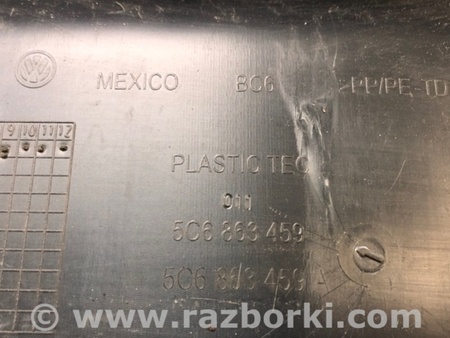 MEXICO BC6 >PP/PE-TD
9 10 11 12
PLASTIC TEC
011
5C6 863 459
5C6 863 459 A
© www.razborki.com